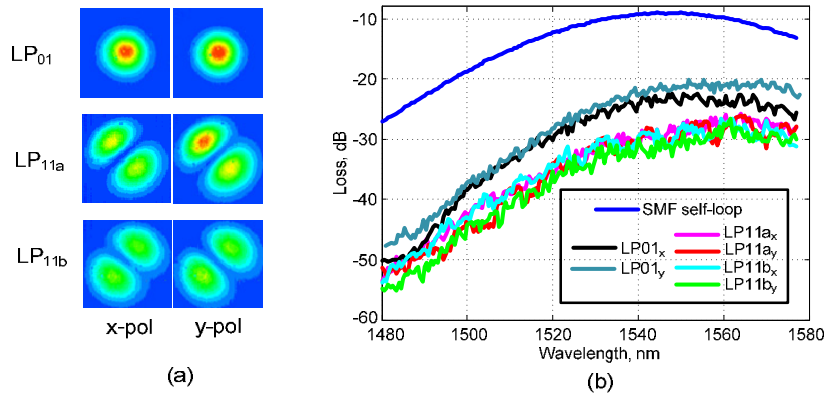 LP01
LP11a
LP11b
x-pol
y-pol
(a)
-10
-20
-30
-40
-50
-60
Loss, dB
1480
1500
1520
1540
1560
1580
Wavelength, nm
SMF self-loop
LP01x
LP01y
LP11ax
LP11ay
LP11bx
LP11by
(b)